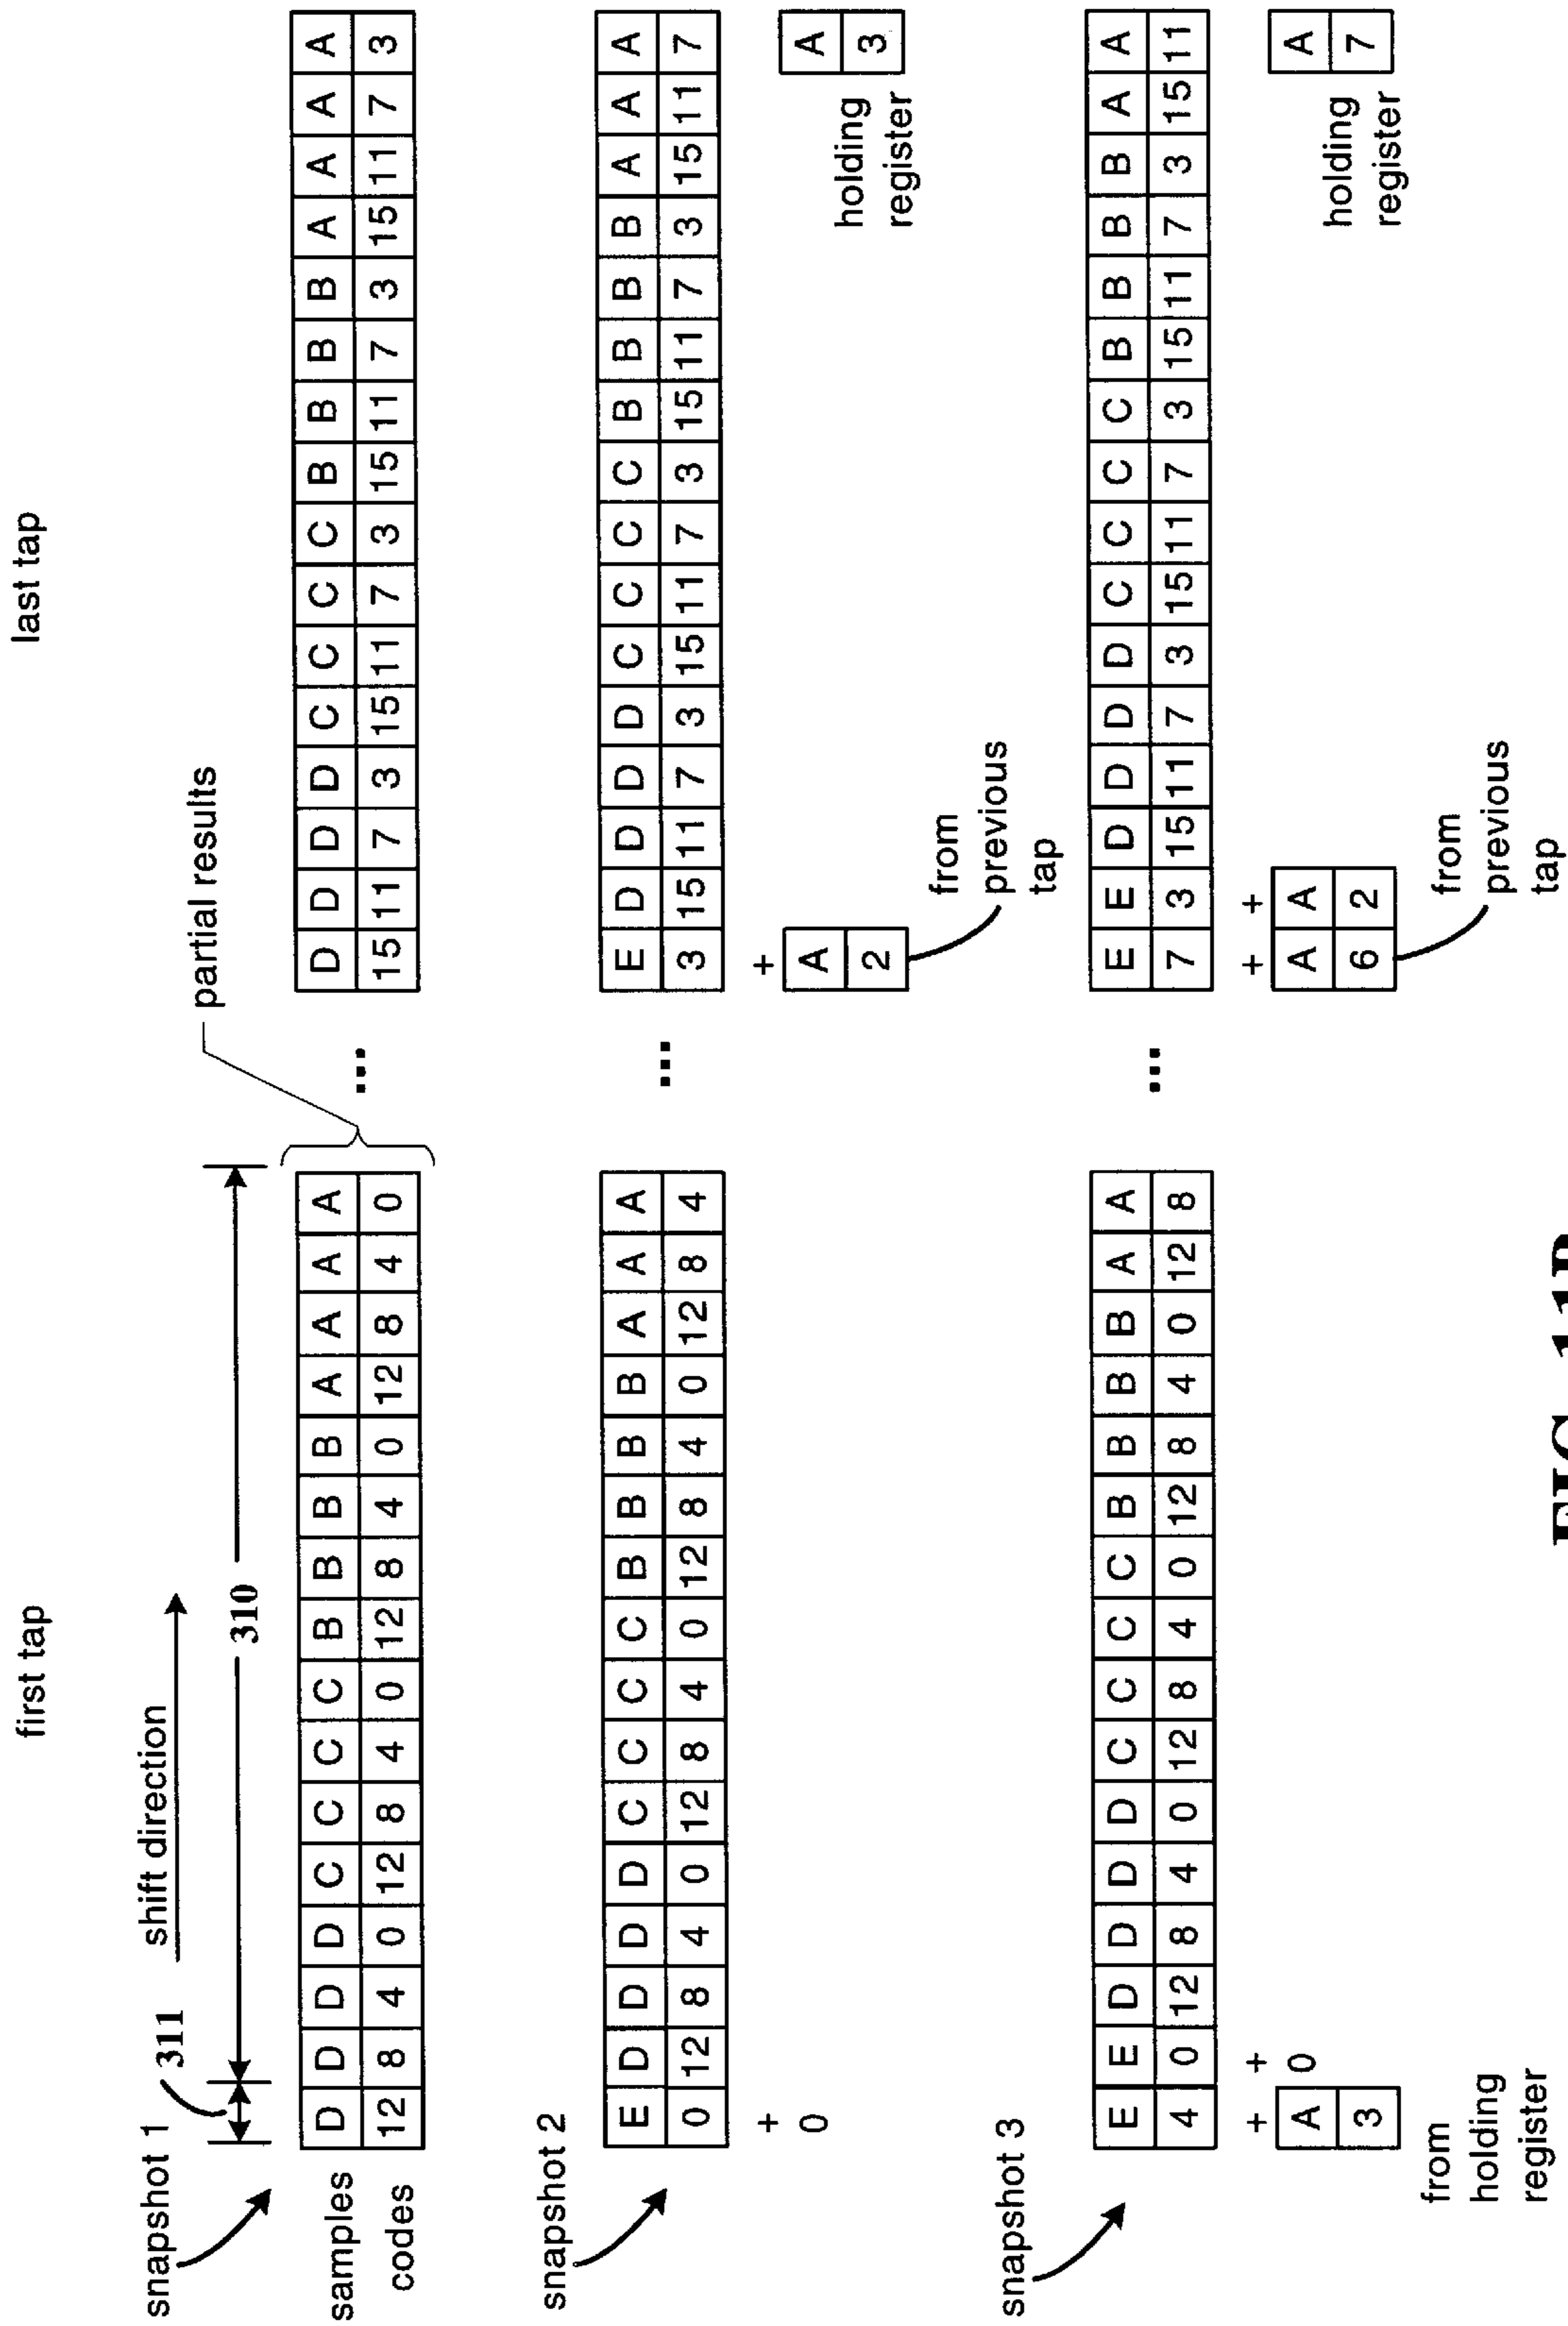 first tap
last tap
snapshot 1
311
shift direction
310
partial results
samples
D D D D C C C C B B B B A A A A
codes
12 8 4 0 12 8 4 0 12 8 4 0 12 8 4 0
...
D D D D C C C C B B B B A A A A
15 11 7 3 15 11 7 3 15 11 7 3 15 11 7 3
snapshot 2
E D D D D C C C C B B B B A A A
0 12 8 4 0 12 8 4 0 12 8 4 0 12 8 4
+
0
...
E D D D D C C C C B B B B A A A
3 15 11 7 3 15 11 7 3 15 11 7 3 15 11 7
+
A
2
from
previous
tap
holding
register
A
3
snapshot 3
E E D D D D C C C C B B B B A A
4 0 12 8 4 0 12 8 4 0 12 8 4 0 12 8
+ +
A 0
3
from
holding
register
...
E E D D D D C C C C B B B B A A
7 3 15 11 7 3 15 11 7 3 15 11 7 3 15 11
+ +
A A
6 2
from
previous
tap
holding
register
A
7